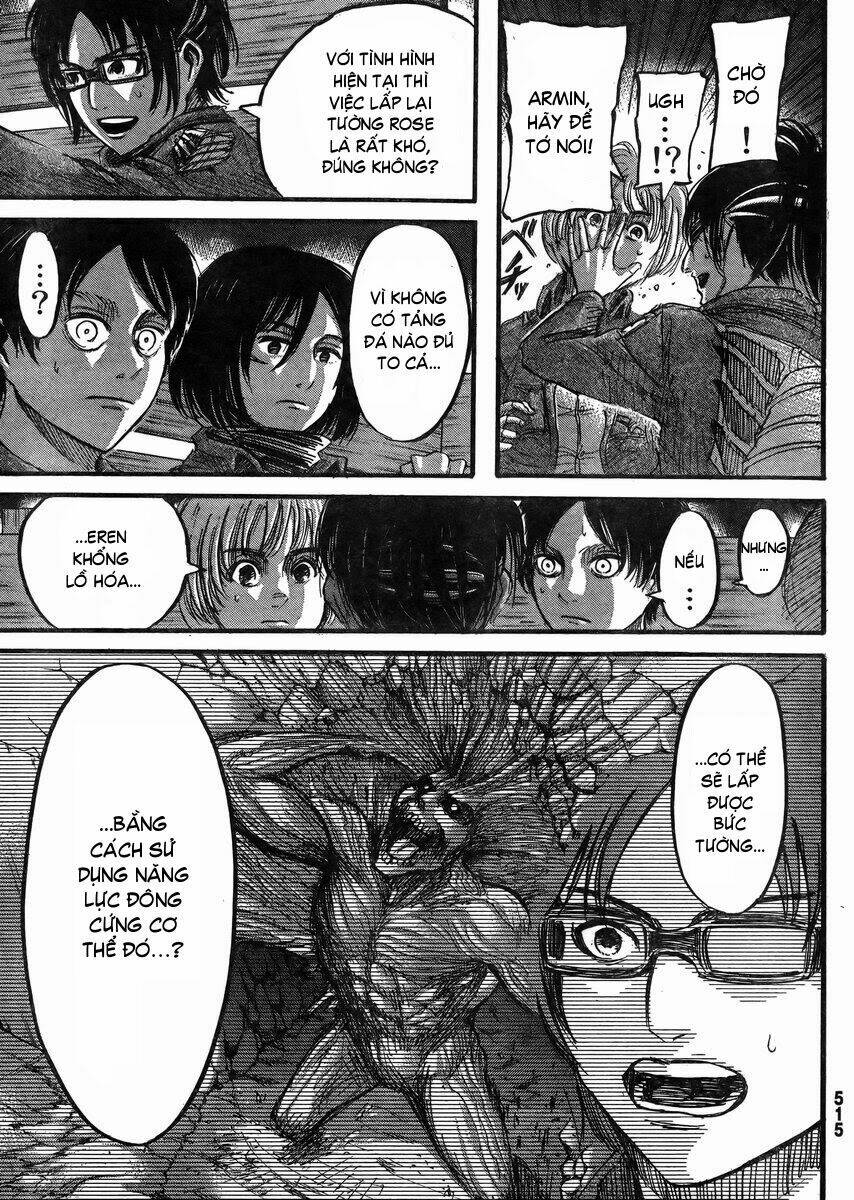 CHỜ
ĐÓ
!
UGH
...
!?
ARMIN,
HÃY ĐỂ
TỚ NÓI!
VỚI TÌNH HÌNH
HIỆN TẠI THÌ
VIỆC LẤP LẠI
TƯỜNG ROSE
LÀ RẤT KHÓ,
ĐÚNG KHÔNG?
VÌ KHÔNG
CÓ TẢNG
ĐÁ NÀO ĐỦ
TO CẢ...
...
?
NHƯNG
...
NẾU
...
...EREN
KHỔNG
LỒ HÓA...
...CÓ THỂ
SẼ LẤP
ĐƯỢC
BỨC
TƯỜNG...
...BẰNG
CÁCH SỬ
DỤNG NĂNG
LỰC ĐÔNG
CỨNG CƠ
THỂ ĐÓ...?
515